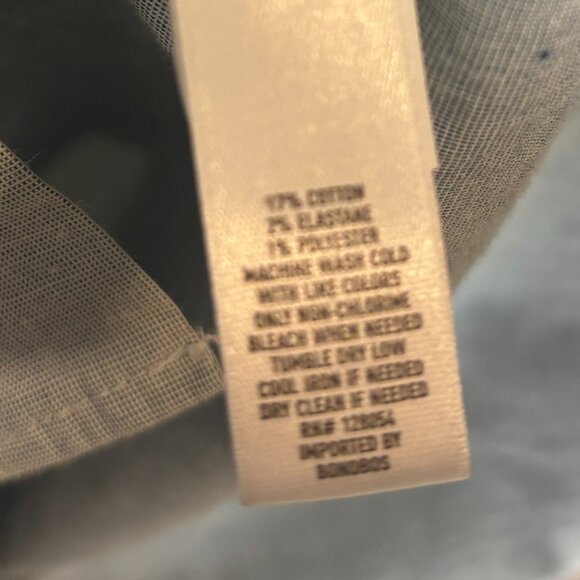 % COTTON
2% ELASTANE
1% POLYESTER
MACHINE WASH COLD
WITH LIKE COLORS
ONLY NON-CHLORINE
BLEACH WHEN NEEDED
TUMBLE DRY LOW
COOL IRON IF NEEDED
DRY CLEAN IF NEEDED
RN# 128054
IMPORTED BY
BONOBOS